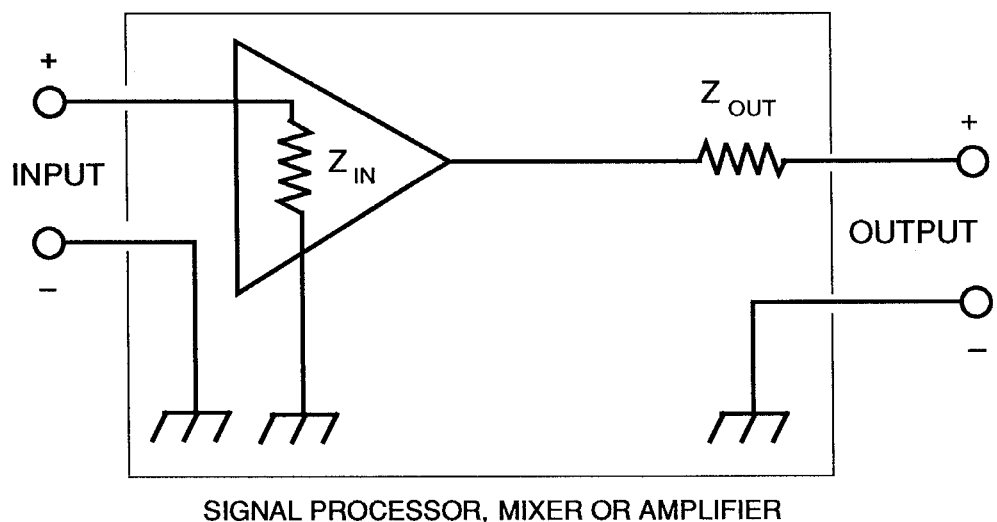 +
INPUT
–
Z IN
Z OUT
+
OUTPUT
–
SIGNAL PROCESSOR, MIXER OR AMPLIFIER